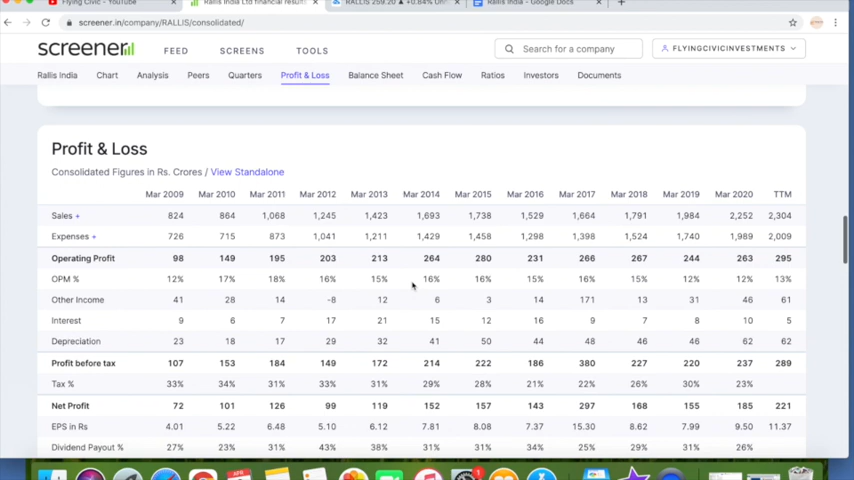 Flying Civic - YouTube
Rallis India Ltd financial results
RALLIS 259.20 ▲ +0.84% Unn
Rallis India - Google Docs
screener.in/company/RALLIS/consolidated/
screener
FEED
SCREENS
TOOLS
Search for a company
FLYINGCIVICINVESTMENTS
Rallis India Chart Analysis Peers Quarters Profit & Loss Balance Sheet Cash Flow Ratios Investors Documents
Profit & Loss
Consolidated Figures in Rs. Crores / View Standalone
Mar 2009 Mar 2010 Mar 2011 Mar 2012 Mar 2013 Mar 2014 Mar 2015 Mar 2016 Mar 2017 Mar 2018 Mar 2019 Mar 2020 TTM
Sales + 824 864 1,068 1,245 1,423 1,693 1,738 1,529 1,664 1,791 1,984 2,252 2,304
Expenses + 726 715 873 1,041 1,211 1,429 1,458 1,298 1,398 1,524 1,740 1,989 2,009
Operating Profit 98 149 195 203 213 264 280 231 266 267 244 263 295
OPM % 12% 17% 18% 16% 15% 16% 16% 15% 16% 15% 12% 12% 13%
Other Income 41 28 14 -8 12 6 3 14 171 13 31 46 61
Interest 9 6 7 17 21 15 12 16 9 7 8 10 5
Depreciation 23 18 17 29 32 41 50 44 48 46 46 62 62
Profit before tax 107 153 184 149 172 214 222 186 380 227 220 237 289
Tax % 33% 34% 31% 33% 31% 29% 28% 21% 22% 26% 30% 23%
Net Profit 72 101 126 99 119 152 157 143 297 168 155 185 221
EPS in Rs 4.01 5.22 6.48 5.10 6.12 7.81 8.08 7.37 15.30 8.62 7.99 9.50 11.37
Dividend Payout % 27% 23% 31% 43% 38% 31% 31% 34% 25% 29% 31% 26%